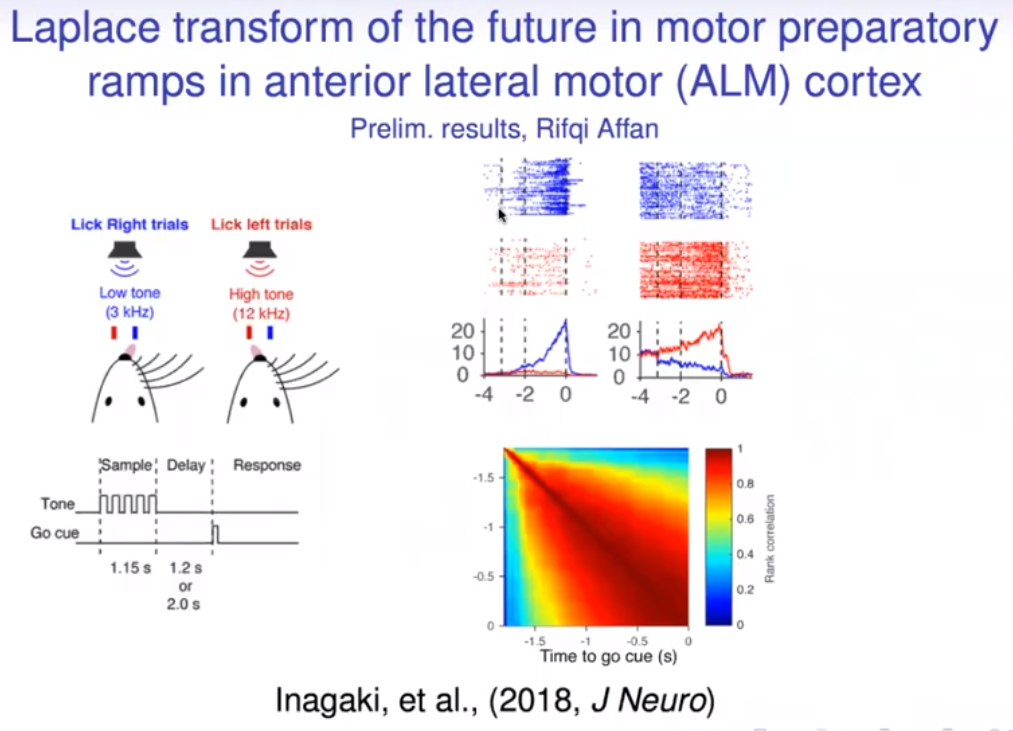 Laplace transform of the future in motor preparatory
ramps in anterior lateral motor (ALM) cortex
Prelim. results, Rifqi Affan
Lick Right trials
Lick left trials
Low tone
(3 kHz)
High tone
(12 kHz)
Sample
Delay
Response
Tone
Go cue
1.15 s
1.2 s
or
2.0 s
20
10
0
-4
-2
0
20
10
0
-4
-2
0
-1.5
-1
-0.5
0
-1.5
-1
-0.5
0
Time to go cue (s)
1
0.8
0.6
0.4
0.2
0
Rank correlation
Inagaki, et al., (2018, J Neuro)